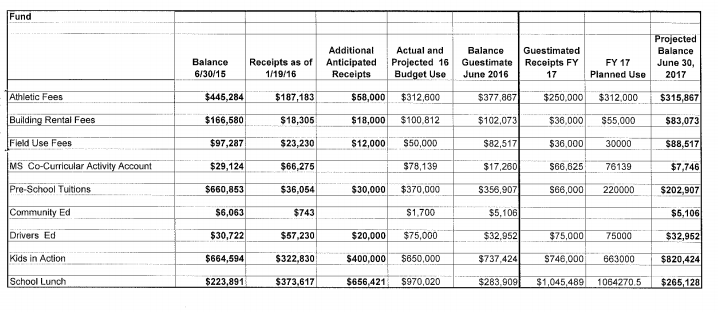 Fund
Balance 6/30/15 Receipts as of 1/19/16 Additional Anticipated Receipts Actual and Projected 16 Budget Use Balance Guestimate June 2016 Guestimated Receipts FY 17 FY 17 Planned Use Projected Balance June 30, 2017
Athletic Fees $445,284 $187,183 $58,000 $312,600 $377,867 $250,000 $312,000 $315,867
Building Rental Fees $166,580 $18,305 $18,000 $100,812 $102,073 $36,000 $55,000 $83,073
Field Use Fees $97,287 $23,230 $12,000 $50,000 $82,517 $36,000 30000 $88,517
MS Co-Curricular Activity Account $29,124 $66,275 $78,139 $17,260 $66,625 76139 $7,746
Pre-School Tuitions $660,853 $36,054 $30,000 $370,000 $356,907 $66,000 220000 $202,907
Community Ed $6,063 $743 $1,700 $5,106 $5,106
Drivers Ed $30,722 $57,230 $20,000 $75,000 $32,952 $75,000 75000 $32,952
Kids in Action $664,594 $322,830 $400,000 $650,000 $737,424 $746,000 663000 $820,424
School Lunch $223,891 $373,617 $656,421 $970,020 $283,909 $1,045,489 1064270.5 $265,128